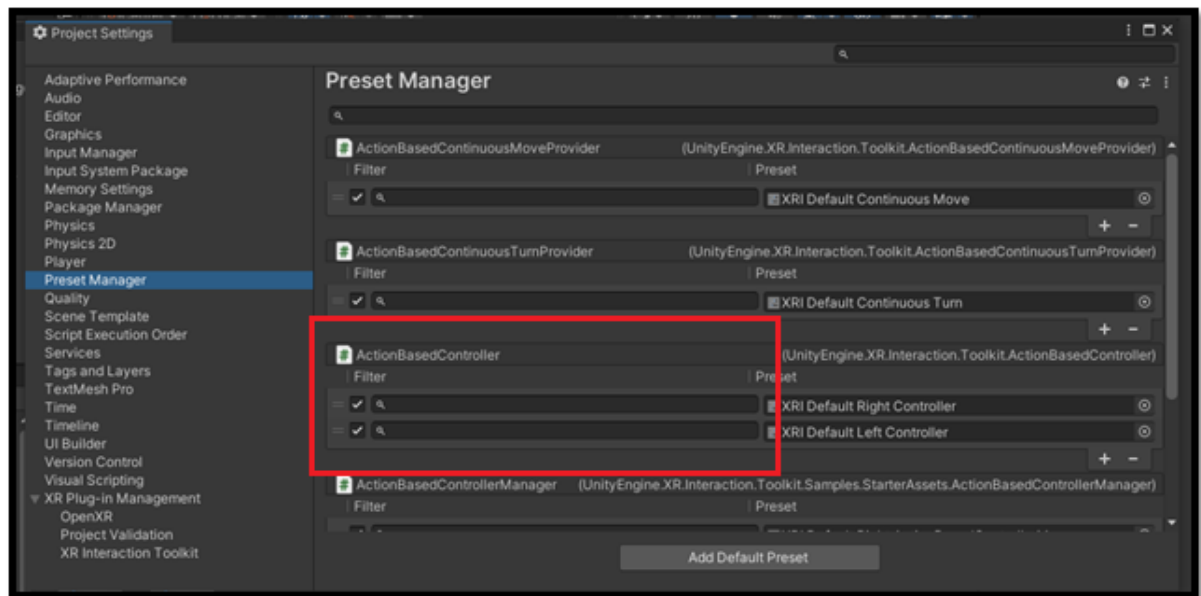 Project Settings
Adaptive Performance
Audio
Editor
Graphics
Input Manager
Input System Package
Memory Settings
Package Manager
Physics
Physics 2D
Player
Preset Manager
Quality
Scene Template
Script Execution Order
Services
Tags and Layers
TextMesh Pro
Time
Timeline
UI Builder
Version Control
Visual Scripting
XR Plug-in Management
OpenXR
Project Validation
XR Interaction Toolkit
Preset Manager
ActionBasedContinuousMoveProvider (UnityEngine.XR.Interaction.Toolkit.ActionBasedContinuousMoveProvider)
Filter Preset
XRI Default Continuous Move
ActionBasedContinuousTurnProvider (UnityEngine.XR.Interaction.Toolkit.ActionBasedContinuousTurnProvider)
Filter Preset
XRI Default Continuous Turn
ActionBasedController (UnityEngine.XR.Interaction.Toolkit.ActionBasedController)
Filter Preset
XRI Default Right Controller
XRI Default Left Controller
ActionBasedControllerManager (UnityEngine.XR.Interaction.Toolkit.Samples.StarterAssets.ActionBasedControllerManager)
Filter Preset
Add Default Preset